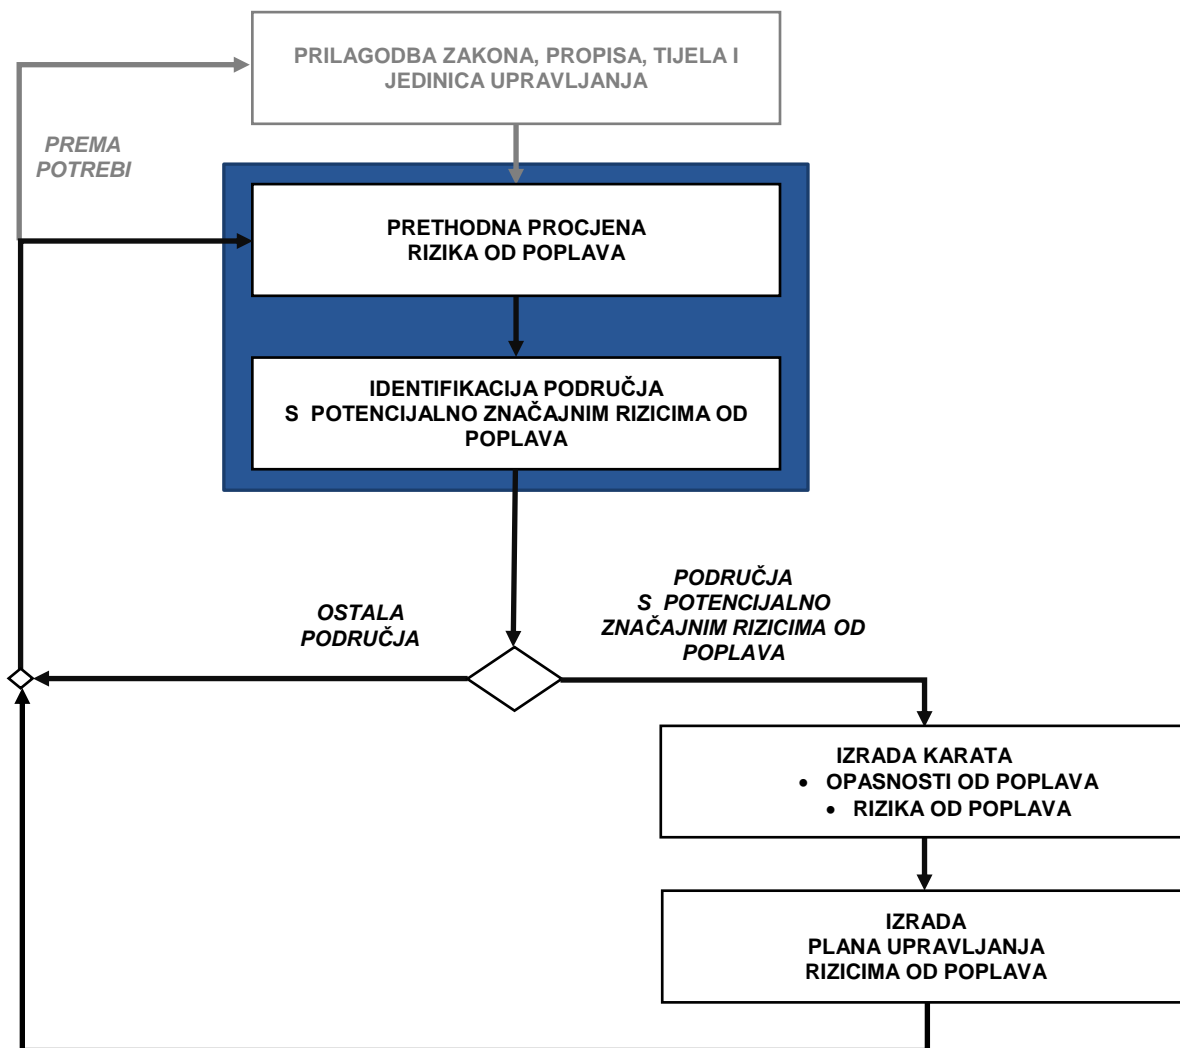 PRILAGODBA ZAKONA, PROPISA, TIJELA I
JEDINICA UPRAVLJANJA
PREMA
POTREBI
PRETHODNA PROCJENA
RIZIKA OD POPLAVA
IDENTIFIKACIJA PODRUČJA
S POTENCIJALNO ZNAČAJNIM RIZICIMA OD
POPLAVA
OSTALA
PODRUČJA
PODRUČJA
S POTENCIJALNO
ZNAČAJNIM RIZICIMA OD
POPLAVA
IZRADA KARATA
• OPASNOSTI OD POPLAVA
• RIZIKA OD POPLAVA
IZRADA
PLANA UPRAVLJANJA
RIZICIMA OD POPLAVA